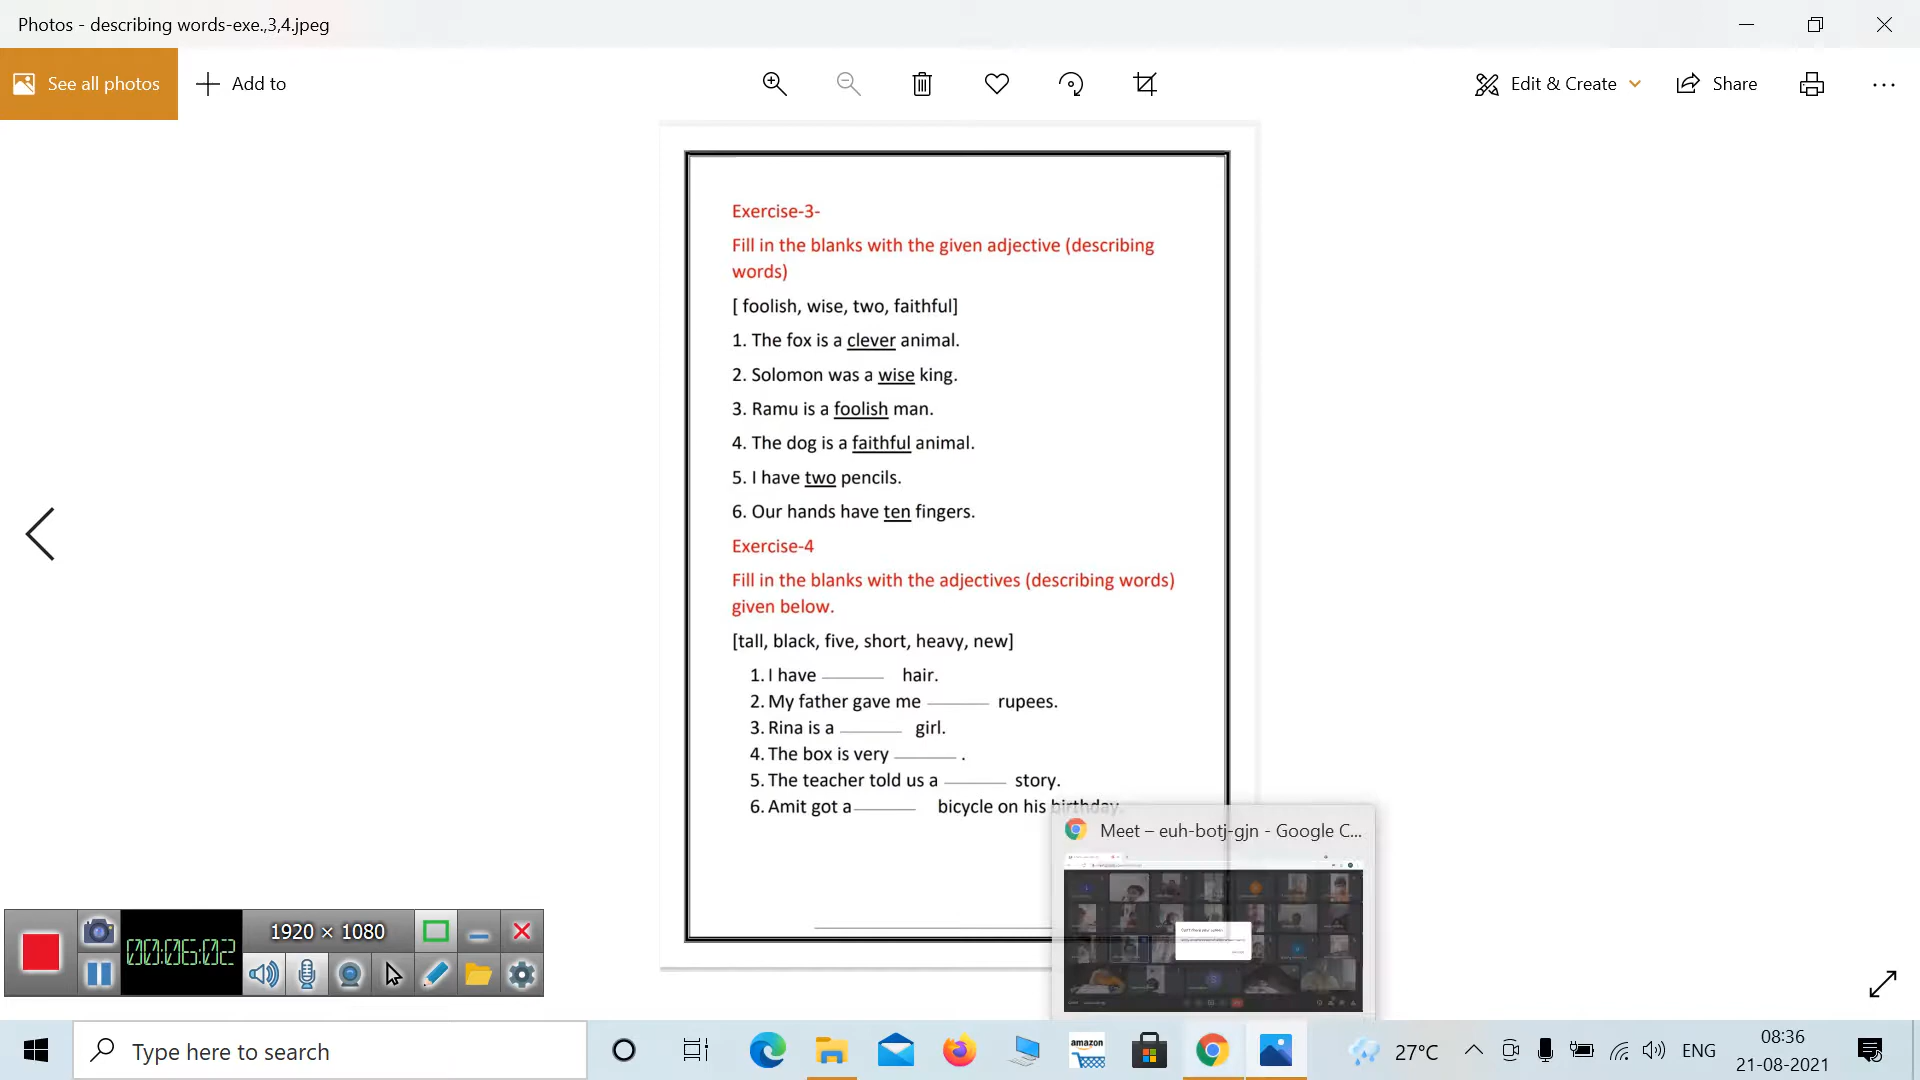 Photos - describing words-exe.,3,4.jpeg
See all photos
Add to
Edit & Create
Share
Exercise-3-
Fill in the blanks with the given adjective (describing
words)
[ foolish, wise, two, faithful]
1. The fox is a clever animal.
2. Solomon was a wise king.
3. Ramu is a foolish man.
4. The dog is a faithful animal.
5. I have two pencils.
6. Our hands have ten fingers.
Exercise-4
Fill in the blanks with the adjectives (describing words)
given below.
[tall, black, five, short, heavy, new]
1. I have ______ hair.
2. My father gave me ______ rupees.
3. Rina is a ______ girl.
4. The box is very ______ .
5. The teacher told us a ______ story.
6. Amit got a ______ bicycle on his birthday.
Meet – euh-botj-gjn - Google C...
1920 × 1080
00:06:02
Type here to search
amazon
27°C
ENG
08:36
21-08-2021